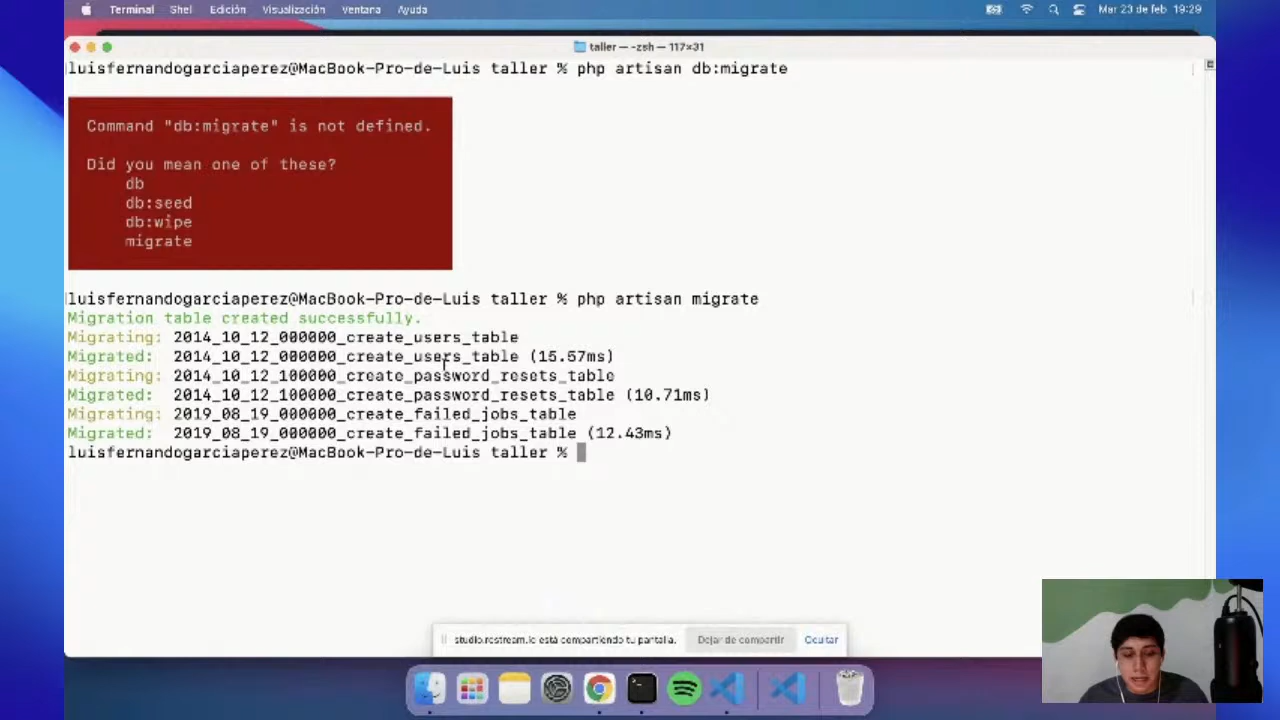 Terminal Shell Edición Visualización Ventana Ayuda Mar 23 de feb 19:29
taller — -zsh — 117×31
luisfernandogarciaperez@MacBook-Pro-de-Luis taller % php artisan db:migrate
Command "db:migrate" is not defined.
Did you mean one of these?
db
db:seed
db:wipe
migrate
luisfernandogarciaperez@MacBook-Pro-de-Luis taller % php artisan migrate
Migration table created successfully.
Migrating: 2014_10_12_000000_create_users_table
Migrated: 2014_10_12_000000_create_users_table (15.57ms)
Migrating: 2014_10_12_100000_create_password_resets_table
Migrated: 2014_10_12_100000_create_password_resets_table (10.71ms)
Migrating: 2019_08_19_000000_create_failed_jobs_table
Migrated: 2019_08_19_000000_create_failed_jobs_table (12.43ms)
luisfernandogarciaperez@MacBook-Pro-de-Luis taller %
studio.restream.io está compartiendo tu pantalla. Dejar de compartir Ocultar